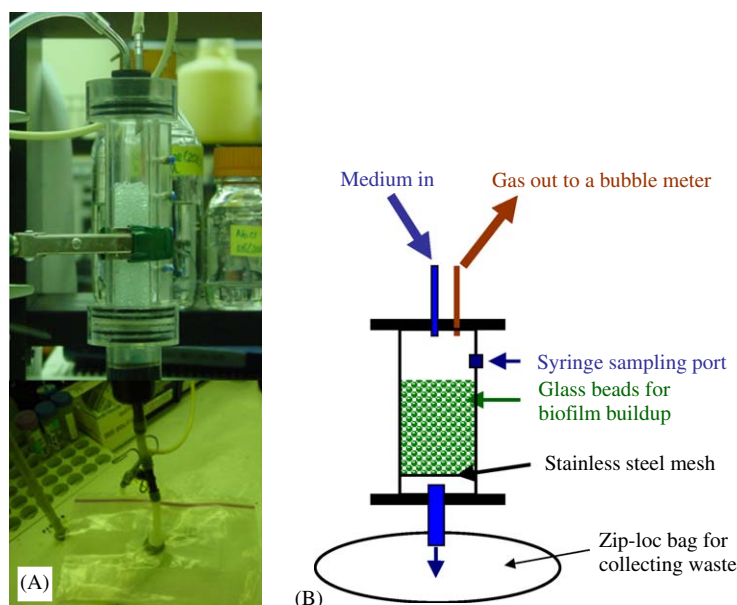 Medium in
Gas out to a bubble meter
Syringe sampling port
Glass beads for
biofilm buildup
Stainless steel mesh
Zip-loc bag for
collecting waste
(A)
(B)